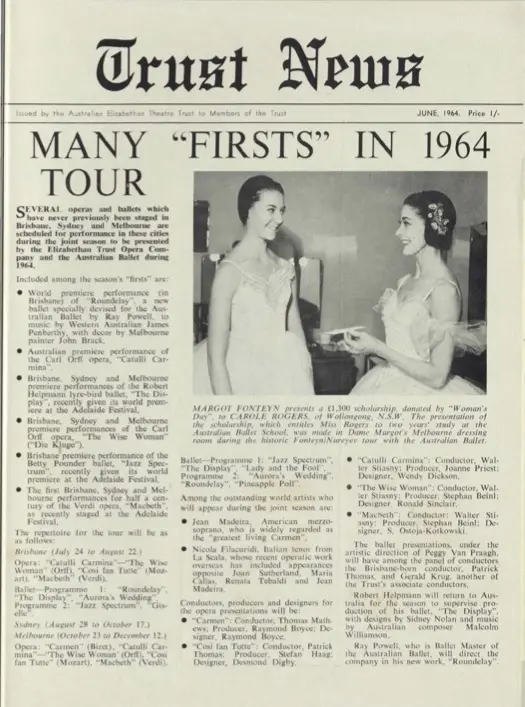 Trust News
Issued by the Australian Elizabethan Theatre Trust to Members of the Trust
JUNE, 1964. Price 1/-
MANY “FIRSTS” IN 1964
TOUR
SEVERAL operas and ballets which
have never previously been staged in
Brisbane, Sydney and Melbourne are
scheduled for performance in these cities
during the joint season to be presented
by the Elizabethan Trust Opera Com-
pany and the Australian Ballet during
1964.
Included among the season's "firsts" are:
● World premiere performance (in
Brisbane) of "Roundelay", a new
ballet specially devised for the Aus-
tralian Ballet by Ray Powell, to
music by Western Australian James
Penberthy, with decor by Melbourne
painter John Brack.
● Australian premiere performance of
the Carl Orff opera, "Catulli Car-
mina".
● Brisbane, Sydney and Melbourne
premiere performances of the Robert
Helpmann lyre-bird ballet, "The Dis-
play", recently given its world prem-
iere at the Adelaide Festival.
● Brisbane, Sydney and Melbourne
premiere performances of the Carl
Orff opera, "The Wise Woman"
("Die Kluge").
● Brisbane premiere performance of the
Betty Pounder ballet, "Jazz Spec-
trum", recently given its world
premiere at the Adelaide Festival.
● The first Brisbane, Sydney and Mel-
bourne performances for half a cen-
tury of the Verdi opera, "Macbeth",
as recently staged at the Adelaide
Festival.
The repertoire for the tour will be as
as follows:
Brisbane (July 24 to August 22.)
Opera: "Catulli Carmina"—"The Wise
Woman" (Orff), "Cosi fan Tutte" (Moz-
art), "Macbeth" (Verdi).
Ballet—Programme 1: "Roundelay",
"The Display", "Aurora's Wedding"
Programme 2: "Jazz Spectrum", "Gis-
elle".
Sydney (August 28 to October 17.)
Melbourne (October 23 to December 12.)
Opera: "Carmen" (Bizet), "Catulli Car-
mina"—"The Wise Woman" (Orff), "Cosi
fan Tutte" (Mozart), "Macbeth" (Verdi).
MARGOT FONTEYN presents a £1,300 scholarship, donated by "Woman's
Day", to CAROLE ROGERS, of Wollongong, N.S.W. The presentation of
the scholarship, which entitles Miss Rogers to two years' study at the
Australian Ballet School, was made in Dame Margot's Melbourne dressing
room during the historic Fonteyn/Nureyev tour with the Australian Ballet.
Ballet—Programme 1: "Jazz Spectrum",
"The Display", "Lady and the Fool".
Programme 2: "Aurora's Wedding",
"Roundelay", "Pineapple Poll".
Among the outstanding world artists who
will appear during the joint season are:
● Jean Madeira, American mezzo-
soprano, who is widely regarded as
the "greatest living Carmen".
● Nicola Filacuridi, Italian tenor from
La Scala, whose recent operatic work
overseas has included appearances
opposite Joan Sutherland, Maria
Callas, Renata Tebaldi and Jean
Madeira.
Conductors, producers and designers for
the opera presentations will be:
● "Carmen": Conductor, Thomas Math-
ews; Producer, Raymond Boyce; De-
signer, Raymond Boyce.
● "Cosi fan Tutte": Conductor, Patrick
Thomas; Producer, Stefan Haag;
Designer, Desmond Digby.
● "Catulli Carmina": Conductor, Wal-
ter Stiasny; Producer, Joanne Priest;
Designer, Wendy Dickson.
● "The Wise Woman": Conductor, Wal-
ter Stiasny; Producer, Stephan Beinl;
Designer Ronald Sinclair.
● "Macbeth": Conductor, Walter Sti-
asny; Producer, Stephan Beinl; De-
signer, S. Ostoja-Kotkowski.
The ballet presentations, under the
artistic direction of Peggy Van Praagh,
will have among the panel of conductors
the Brisbane-born conductor, Patrick
Thomas, and Gerald Krug, another of
the Trust's associate conductors.
Robert Helpmann will return to Aus-
tralia for the season to supervise pro-
duction of his ballet, "The Display",
with designs by Sidney Nolan and music
by Australian composer Malcolm
Williamson.
Ray Powell, who is Ballet Master of
the Australian Ballet, will direct the
company in his new work, "Roundelay".